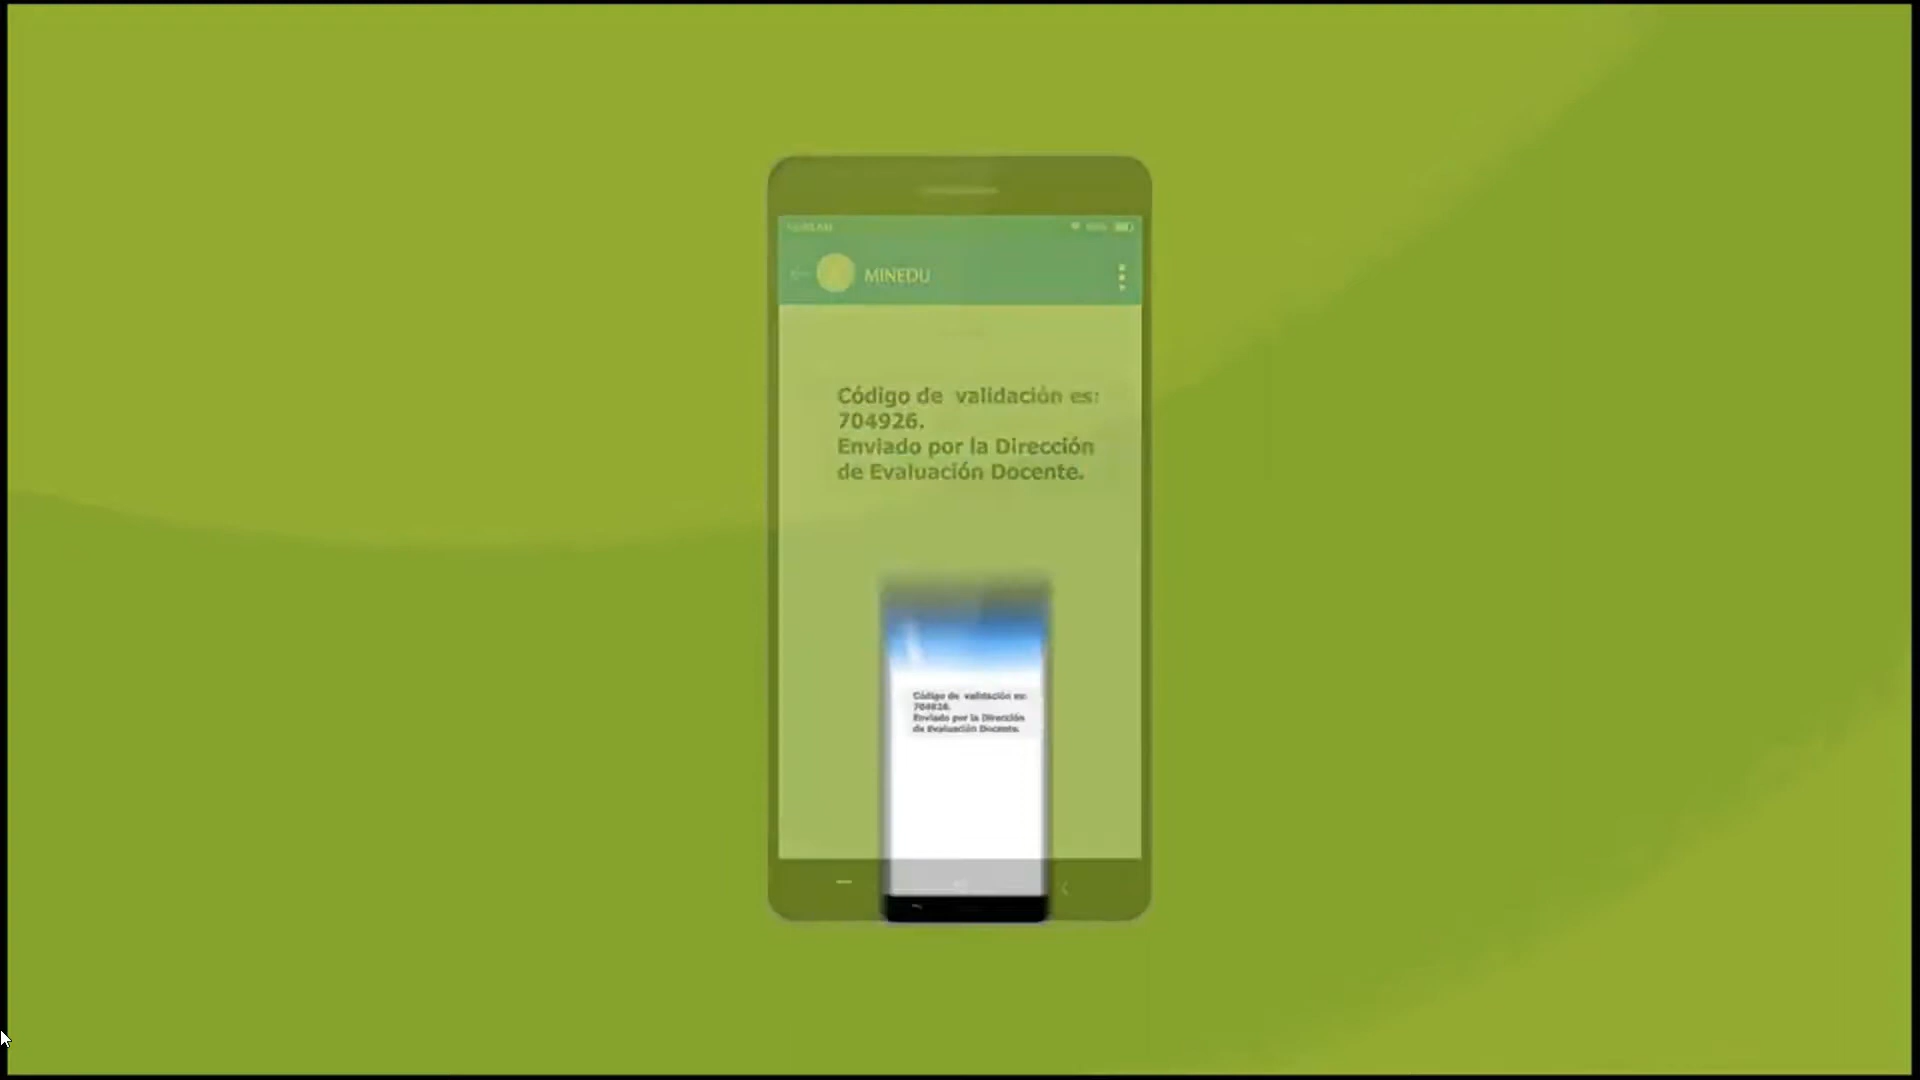 MINEDU
Código de validación es:
704926.
Enviado por la Dirección
de Evaluación Docente.
Código de validación es:
704926.
Enviado por la Dirección
de Evaluación Docente.